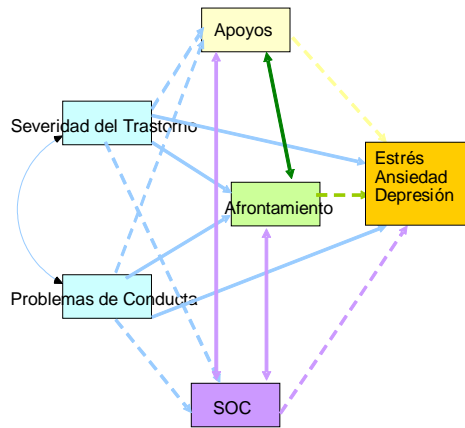 Apoyos
Severidad del Trastorno
Estrés
Ansiedad
Depresión
Afrontamiento
Problemas de Conducta
SOC